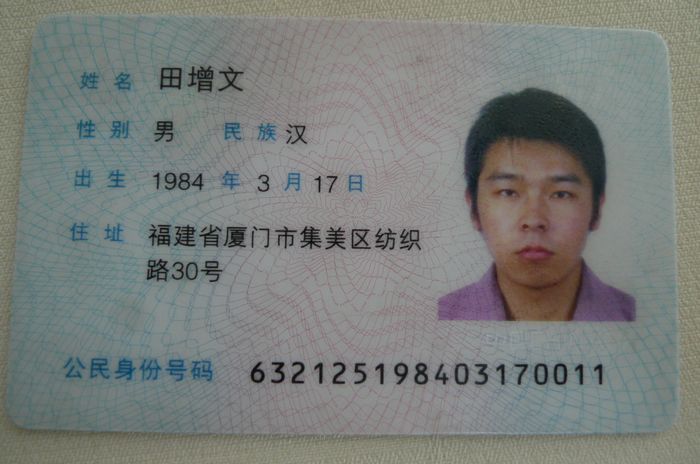 姓名 田增文
性别 男 民族 汉
出生 1984 年 3 月 17 日
住址 福建省厦门市集美区纺织
路30号
公民身份号码 632125198403170011